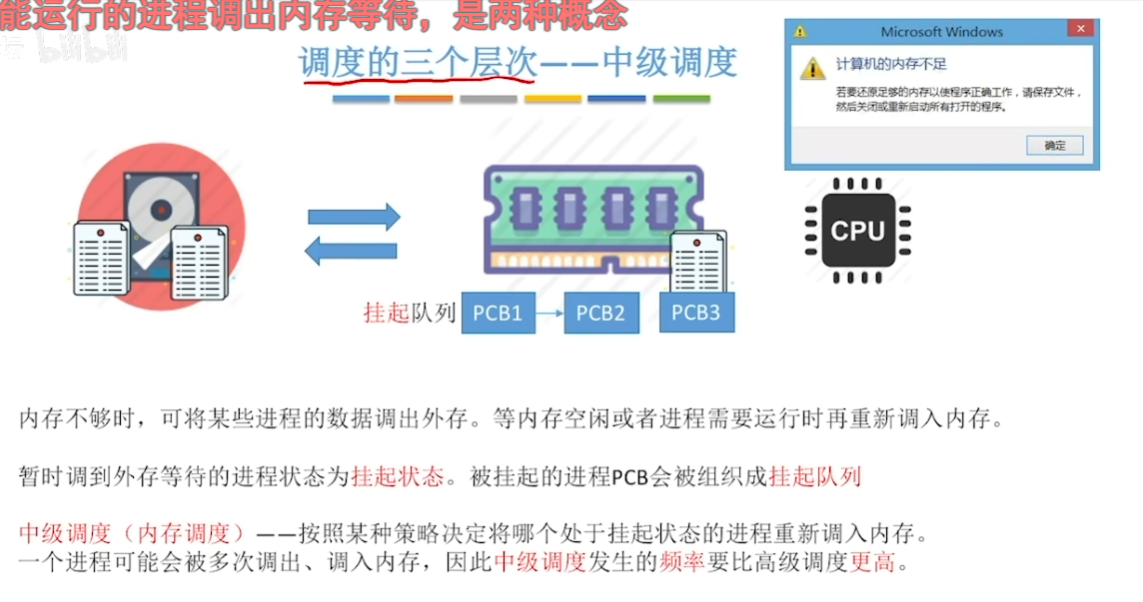 能运行的进程调出内存等待，是两种概念
bilibili
调度的三个层次——中级调度
Microsoft Windows
计算机的内存不足
若要还原足够的内存以使程序正确工作，请保存文件，
然后关闭或重新启动所有打开的程序。
确定
CPU
挂起队列 PCB1 PCB2 PCB3
内存不够时，可将某些进程的数据调出外存。等内存空闲或者进程需要运行时再重新调入内存。
暂时调到外存等待的进程状态为挂起状态。被挂起的进程PCB会被组织成挂起队列
中级调度（内存调度）——按照某种策略决定将哪个处于挂起状态的进程重新调入内存。
一个进程可能会被多次调出、调入内存，因此中级调度发生的频率要比高级调度更高。